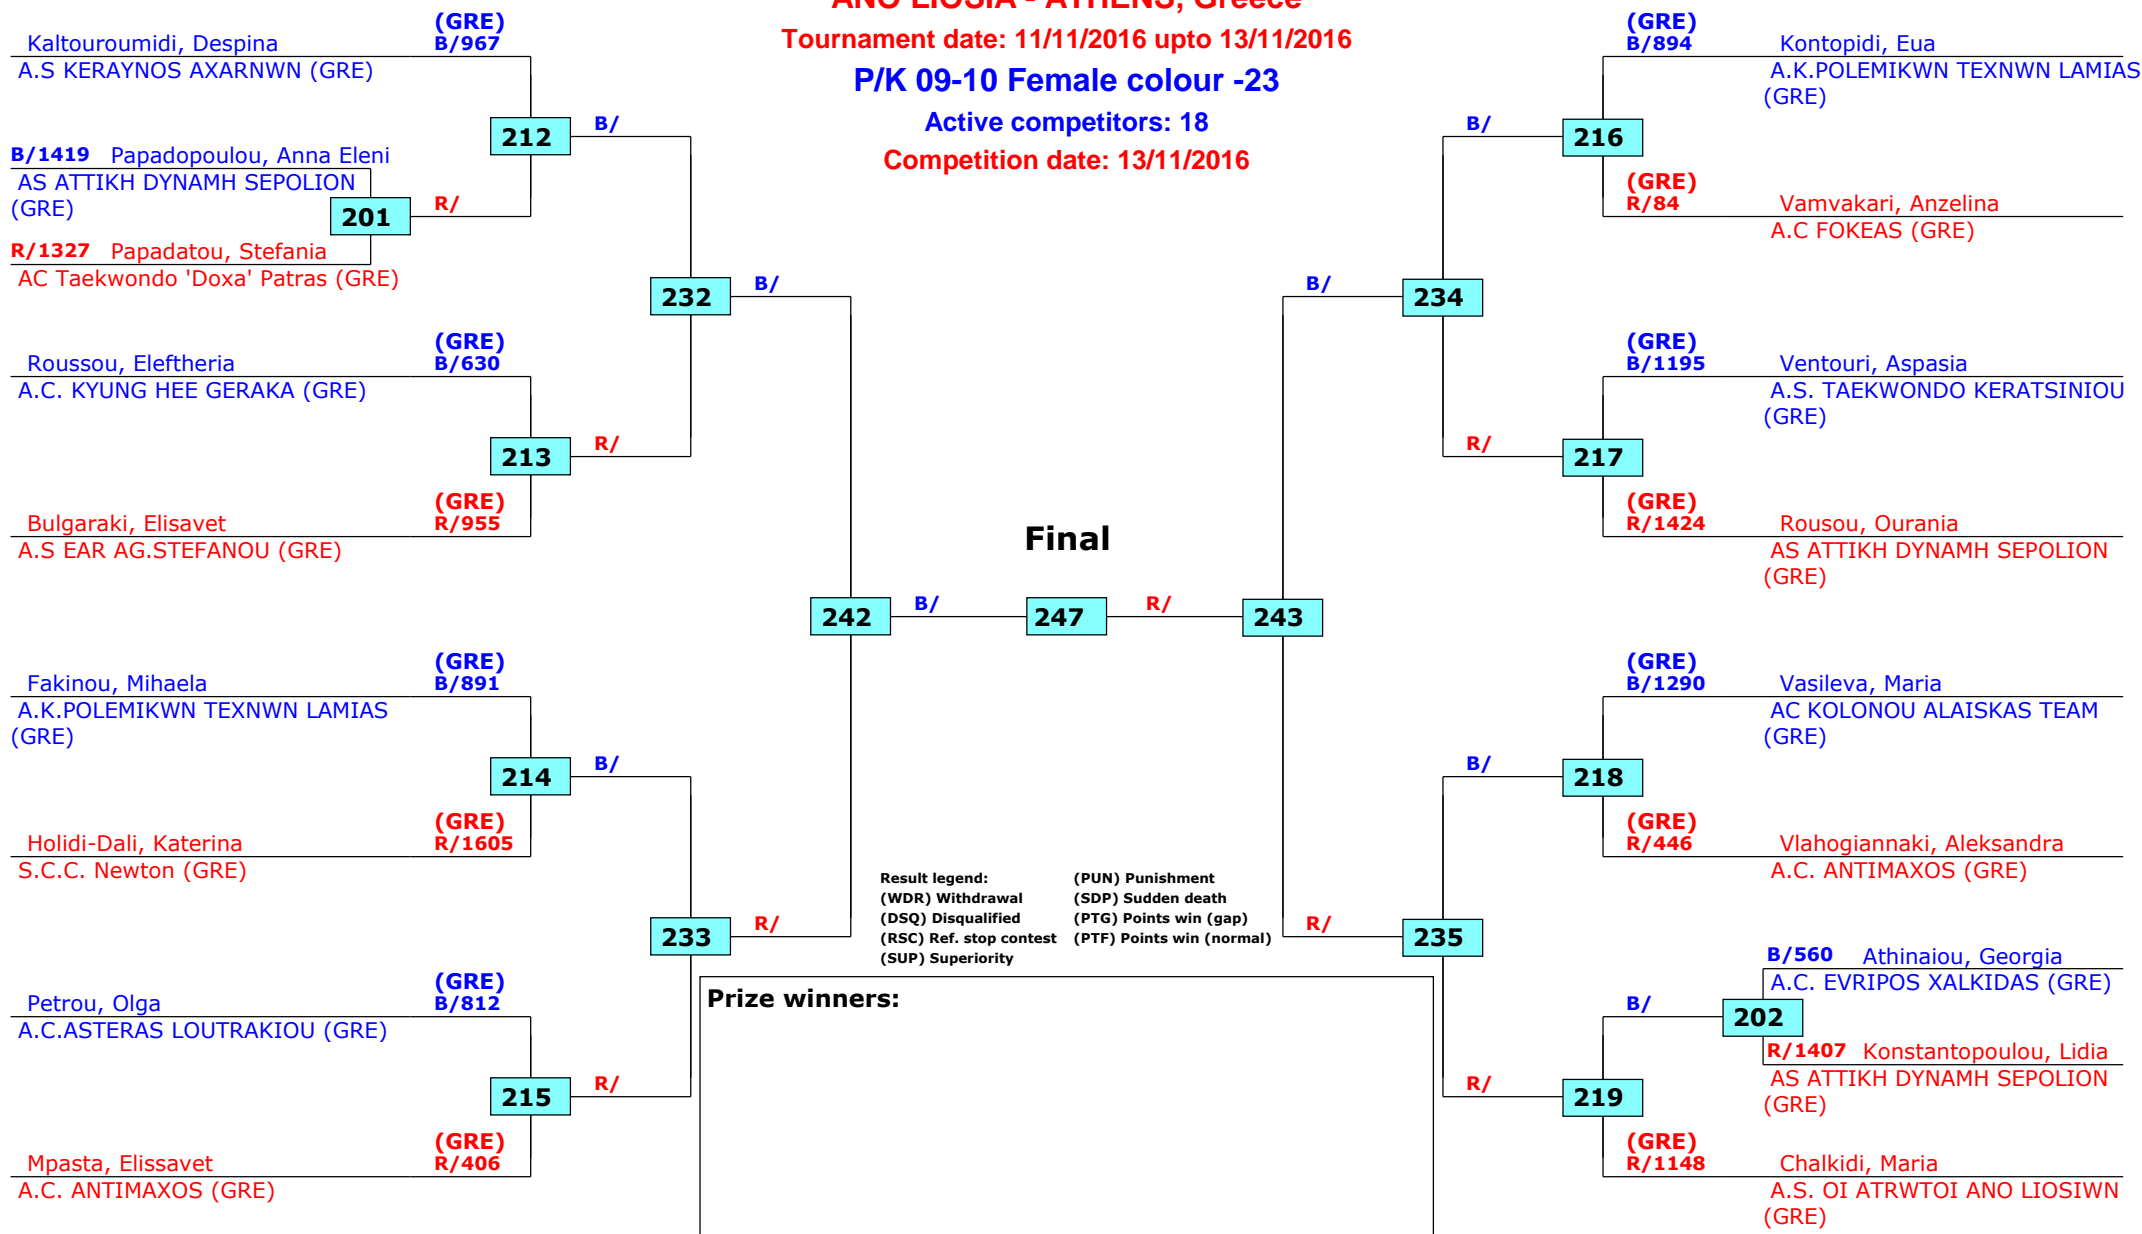 ANO LIOSIA - ATHENS, Greece
Tournament date: 11/11/2016 upto 13/11/2016
P/K 09-10 Female colour -23
Active competitors: 18
Competition date: 13/11/2016
(GRE)
Kaltouroumidi, Despina B/967
A.S KERAYNOS AXARNWN (GRE)
212
B/
B/1419 Papadopoulou, Anna Eleni
AS ATTIKH DYNAMH SEPOLION
(GRE)
201
R/
R/1327 Papadatou, Stefania
AC Taekwondo 'Doxa' Patras (GRE)
232
B/
(GRE)
Roussou, Eleftheria B/630
A.C. KYUNG HEE GERAKA (GRE)
213
R/
(GRE)
Bulgaraki, Elisavet R/955
A.S EAR AG.STEFANOU (GRE)
Final
242
B/
247
R/
243
(GRE)
Fakinou, Mihaela B/891
A.K.POLEMIKWN TEXNWN LAMIAS
(GRE)
214
B/
(GRE)
Holidi-Dali, Katerina R/1605
S.C.C. Newton (GRE)
233
R/
(GRE)
Petrou, Olga B/812
A.C.ASTERAS LOUTRAKIOU (GRE)
215
R/
(GRE)
Mpasta, Elissavet R/406
A.C. ANTIMAXOS (GRE)
Result legend: (PUN) Punishment
(WDR) Withdrawal (SDP) Sudden death
(DSQ) Disqualified (PTG) Points win (gap)
(RSC) Ref. stop contest (PTF) Points win (normal)
(SUP) Superiority
Prize winners:
(GRE)
B/894 Kontopidi, Eua
A.K.POLEMIKWN TEXNWN LAMIAS
(GRE)
B/
216
(GRE)
R/84 Vamvakari, Anzelina
A.C FOKEAS (GRE)
B/
234
(GRE)
B/1195 Ventouri, Aspasia
A.S. TAEKWONDO KERATSINIOU
(GRE)
R/
217
(GRE)
R/1424 Rousou, Ourania
AS ATTIKH DYNAMH SEPOLION
(GRE)
(GRE)
B/1290 Vasileva, Maria
AC KOLONOU ALAISKAS TEAM
(GRE)
B/
218
(GRE)
R/446 Vlahogiannaki, Aleksandra
A.C. ANTIMAXOS (GRE)
R/
235
B/560 Athinaiou, Georgia
A.C. EVRIPOS XALKIDAS (GRE)
B/
202
R/1407 Konstantopoulou, Lidia
AS ATTIKH DYNAMH SEPOLION
(GRE)
R/
219
(GRE)
R/1148 Chalkidi, Maria
A.S. OI ATRWTOI ANO LIOSIWN
(GRE)